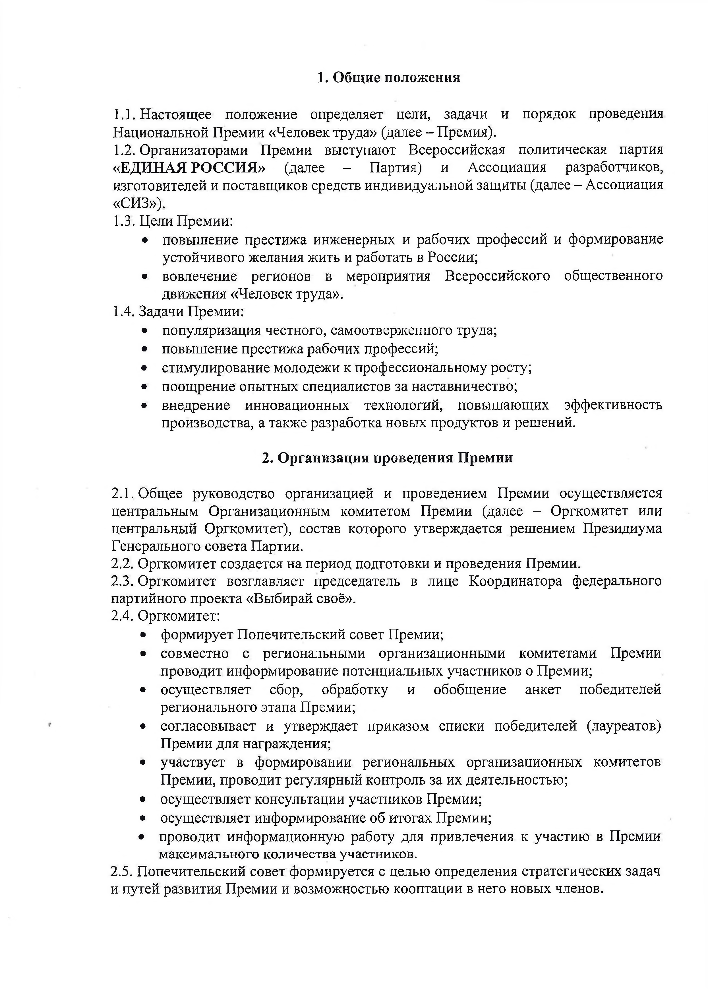 1. Общие положения
1.1. Настоящее положение определяет цели, задачи и порядок проведения
Национальной Премии «Человек труда» (далее – Премия).
1.2. Организаторами Премии выступают Всероссийская политическая партия
«ЕДИНАЯ РОССИЯ» (далее – Партия) и Ассоциация разработчиков,
изготовителей и поставщиков средств индивидуальной защиты (далее – Ассоциация
«СИЗ»).
1.3. Цели Премии:
• повышение престижа инженерных и рабочих профессий и формирование
устойчивого желания жить и работать в России;
• вовлечение регионов в мероприятия Всероссийского общественного
движения «Человек труда».
1.4. Задачи Премии:
• популяризация честного, самоотверженного труда;
• повышение престижа рабочих профессий;
• стимулирование молодежи к профессиональному росту;
• поощрение опытных специалистов за наставничество;
• внедрение инновационных технологий, повышающих эффективность
производства, а также разработка новых продуктов и решений.
2. Организация проведения Премии
2.1. Общее руководство организацией и проведением Премии осуществляется
центральным Организационным комитетом Премии (далее – Оргкомитет или
центральный Оргкомитет), состав которого утверждается решением Президиума
Генерального совета Партии.
2.2. Оргкомитет создается на период подготовки и проведения Премии.
2.3. Оргкомитет возглавляет председатель в лице Координатора федерального
партийного проекта «Выбирай своё».
2.4. Оргкомитет:
• формирует Попечительский совет Премии;
• совместно с региональными организационными комитетами Премии
проводит информирование потенциальных участников о Премии;
• осуществляет сбор, обработку и обобщение анкет победителей
регионального этапа Премии;
• согласовывает и утверждает приказом списки победителей (лауреатов)
Премии для награждения;
• участвует в формировании региональных организационных комитетов
Премии, проводит регулярный контроль за их деятельностью;
• осуществляет консультации участников Премии;
• осуществляет информирование об итогах Премии;
• проводит информационную работу для привлечения к участию в Премии
максимального количества участников.
2.5. Попечительский совет формируется с целью определения стратегических задач
и путей развития Премии и возможностью кооптации в него новых членов.